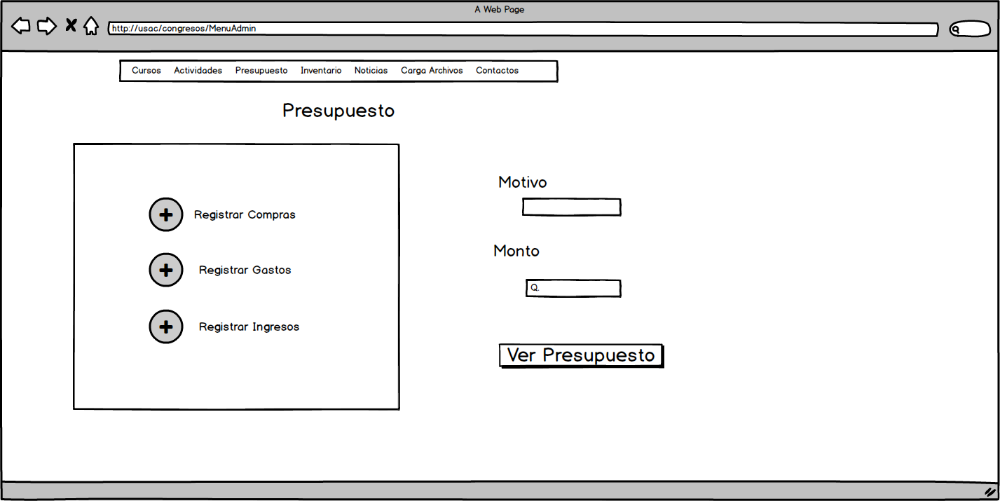 A Web Page
http://usac/congresos/MenuAdmin
Cursos Actividades Presupuesto Inventario Noticias Carga Archivos Contactos
Presupuesto
Registrar Compras
Registrar Gastos
Registrar Ingresos
Motivo
Monto
Q.
Ver Presupuesto